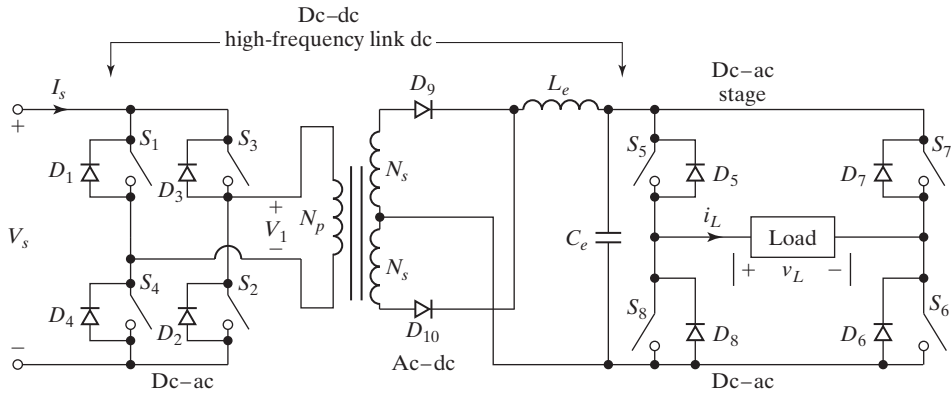 Dc–dc
high-frequency link dc
Dc–ac
stage
I_s
D_9
L_e
+
S_1
S_3
S_5
S_7
D_1
D_3
N_s
D_5
D_7
+
V_1
–
N_p
V_s
i_L
Load
C_e
+ v_L –
S_4
S_2
N_s
S_8
S_6
D_4
D_2
D_10
D_8
D_6
–
Dc–ac
Ac–dc
Dc–ac